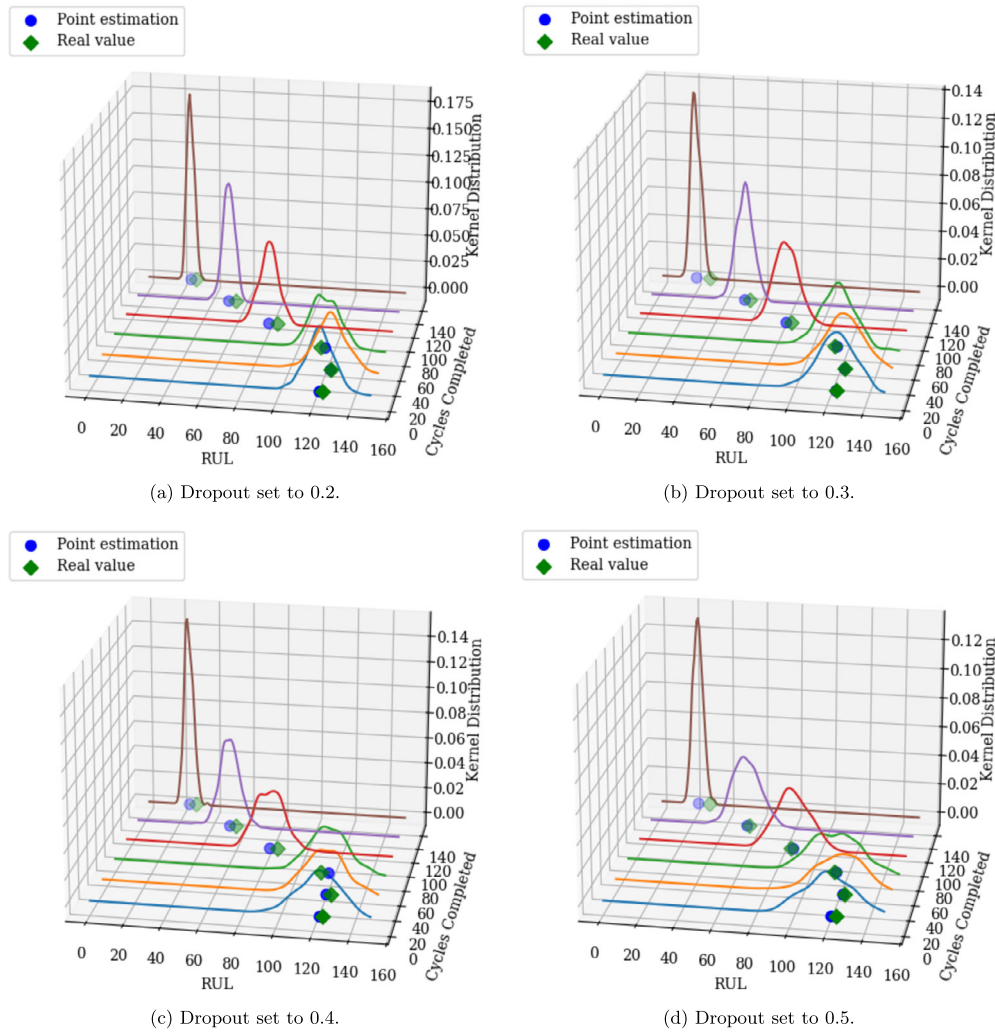 Point estimation
Real value
0.175
0.150
0.125
0.100
0.075
0.050
0.025
0.000
Kernel Distribution
140
120
100
80
60
40
20
0
Cycles Completed
0 20 40 60 80 100 120 140 160
RUL
(a) Dropout set to 0.2.
Point estimation
Real value
0.14
0.12
0.10
0.08
0.06
0.04
0.02
0.00
Kernel Distribution
140
120
100
80
60
40
20
0
Cycles Completed
0 20 40 60 80 100 120 140 160
RUL
(b) Dropout set to 0.3.
Point estimation
Real value
0.14
0.12
0.10
0.08
0.06
0.04
0.02
0.00
Kernel Distribution
140
120
100
80
60
40
20
0
Cycles Completed
0 20 40 60 80 100 120 140 160
RUL
(c) Dropout set to 0.4.
Point estimation
Real value
0.12
0.10
0.08
0.06
0.04
0.02
0.00
Kernel Distribution
140
120
100
80
60
40
20
0
Cycles Completed
0 20 40 60 80 100 120 140 160
RUL
(d) Dropout set to 0.5.